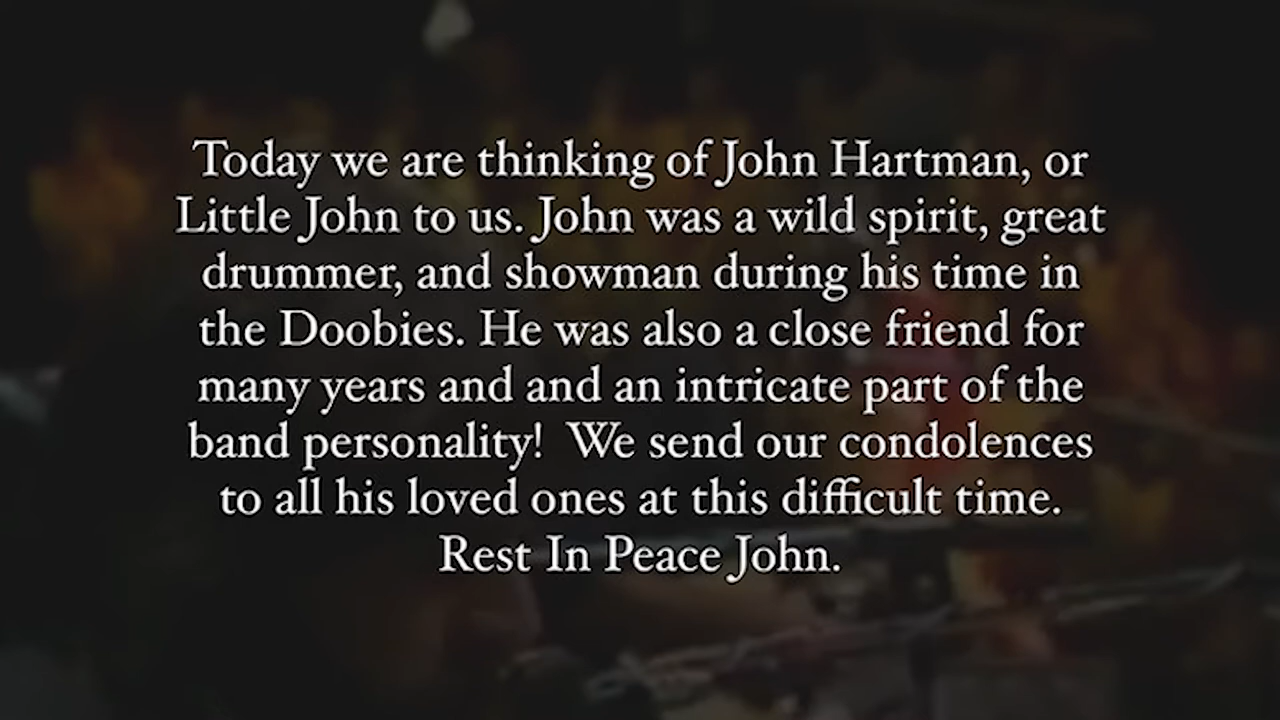 Today we are thinking of John Hartman, or
Little John to us. John was a wild spirit, great
drummer, and showman during his time in
the Doobies. He was also a close friend for
many years and and an intricate part of the
band personality!  We send our condolences
to all his loved ones at this difficult time.
Rest In Peace John.